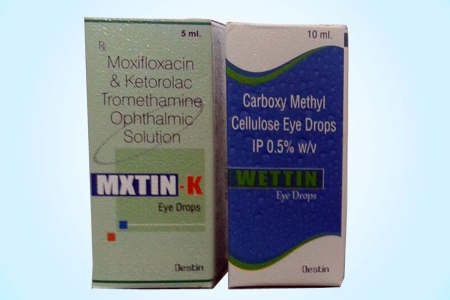 5 ml.
Rx
Moxifloxacin
& Ketorolac
Tromethamine
Ophthalmic
Solution
MXTIN-K
Eye Drops
Destin
10 ml.
Carboxy Methyl
Cellulose Eye Drops
IP 0.5% w/v
WETTIN
Eye Drops
Destin